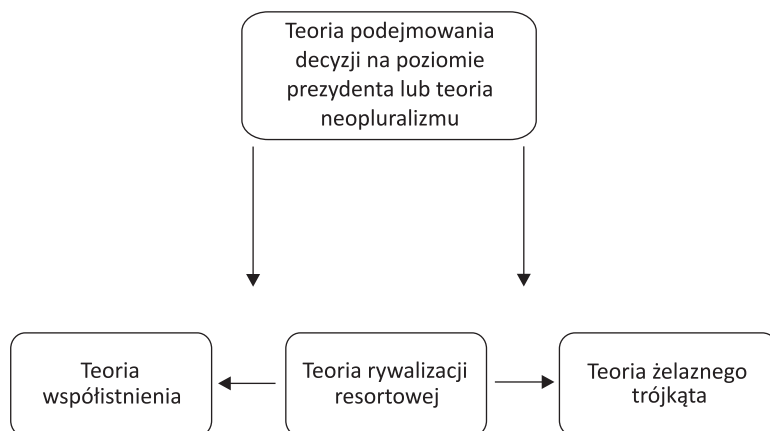 Teoria podejmowania
decyzji na poziomie
prezydenta lub teoria
neopluralizmu
Teoria
współistnienia
Teoria rywalizacji
resortowej
Teoria żelaznego
trójkąta